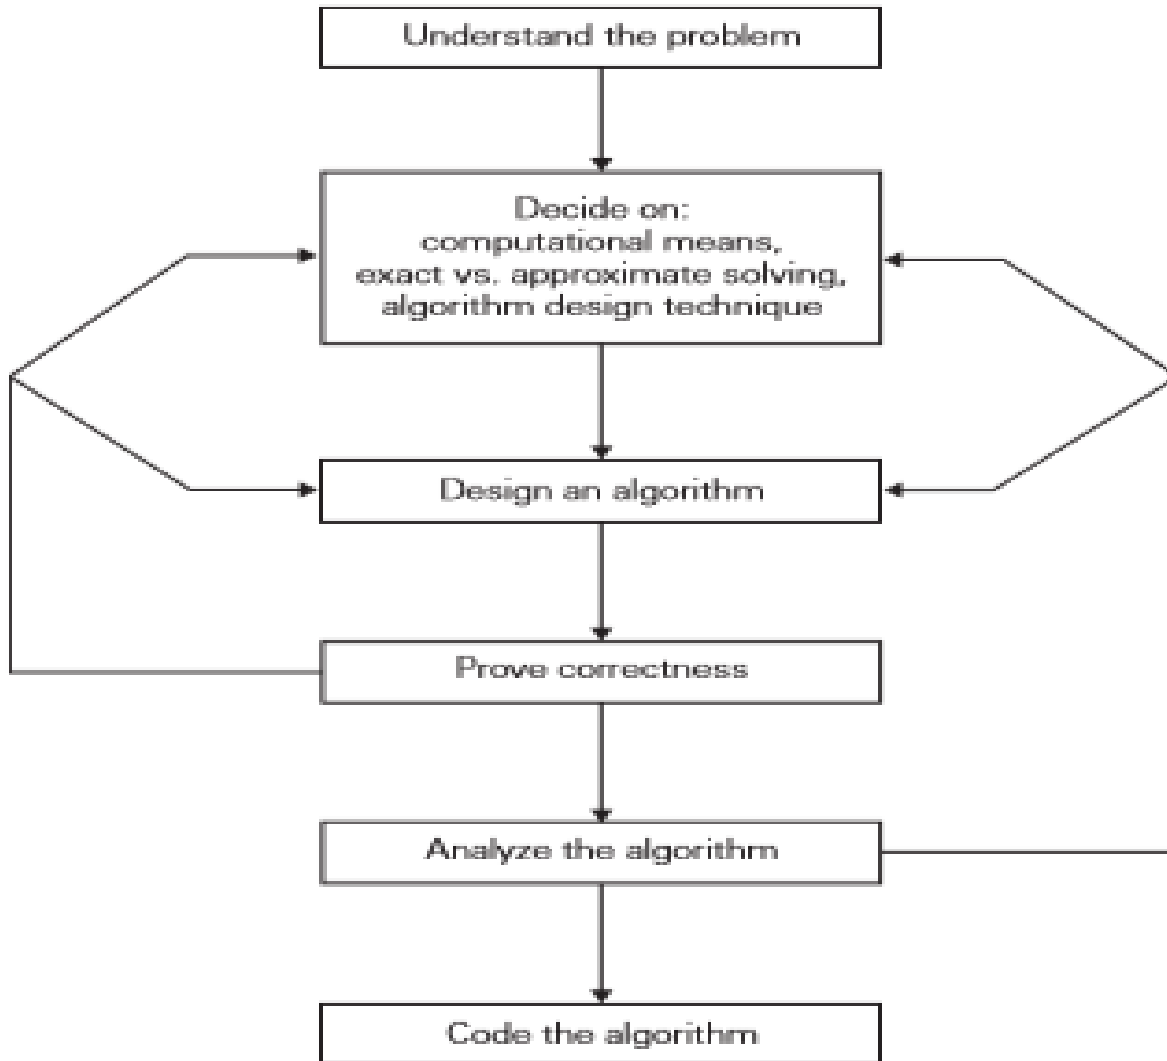 Understand the problem
Decide on:
computational means,
exact vs. approximate solving,
algorithm design technique
Design an algorithm
Prove correctness
Analyze the algorithm
Code the algorithm